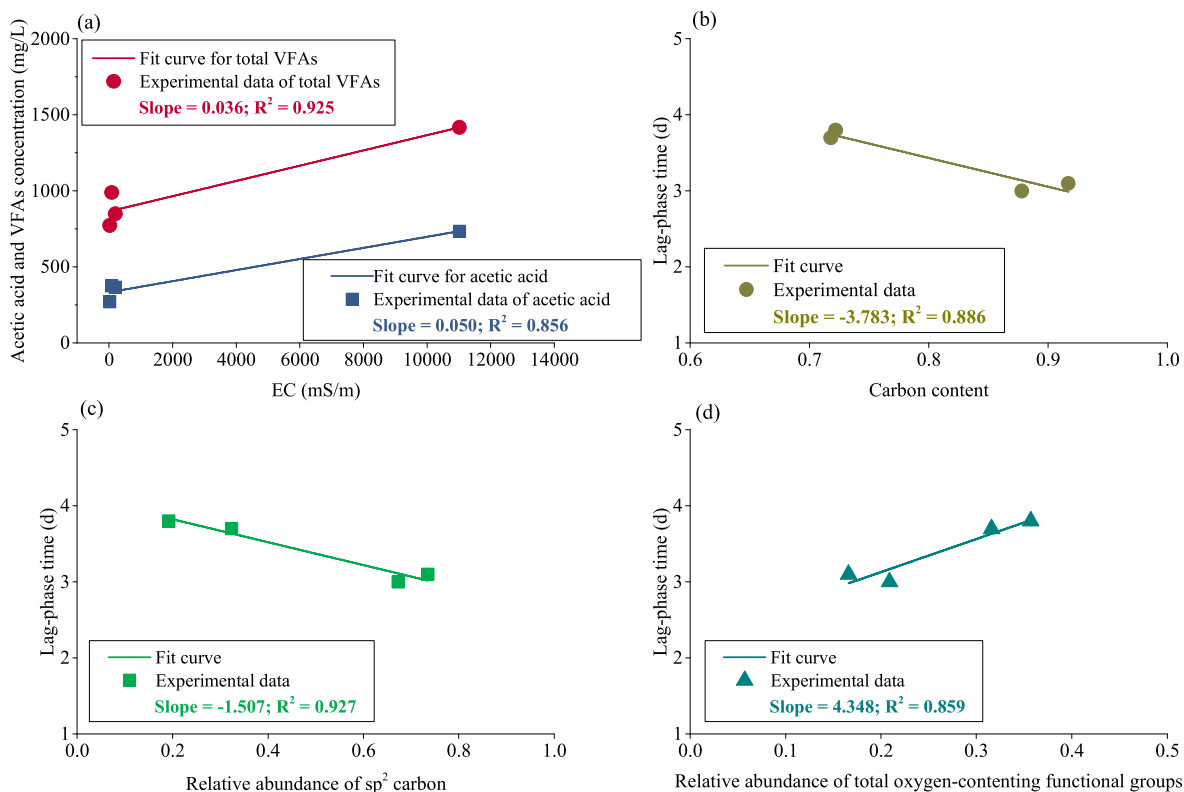 (a)
Acetic acid and VFAs concentration (mg/L)
2000
1500
1000
500
0
Fit curve for total VFAs
Experimental data of total VFAs
Slope = 0.036; R² = 0.925
Fit curve for acetic acid
Experimental data of acetic acid
Slope = 0.050; R² = 0.856
0 2000 4000 6000 8000 10000 12000 14000
EC (mS/m)
(b)
Lag-phase time (d)
5
4
3
2
1
Fit curve
Experimental data
Slope = -3.783; R² = 0.886
0.6 0.7 0.8 0.9 1.0
Carbon content
(c)
Lag-phase time (d)
5
4
3
2
1
Fit curve
Experimental data
Slope = -1.507; R² = 0.927
0.0 0.2 0.4 0.6 0.8 1.0
Relative abundance of sp² carbon
(d)
Lag-phase time (d)
5
4
3
2
1
Fit curve
Experimental data
Slope = 4.348; R² = 0.859
0.0 0.1 0.2 0.3 0.4 0.5
Relative abundance of total oxygen-contenting functional groups